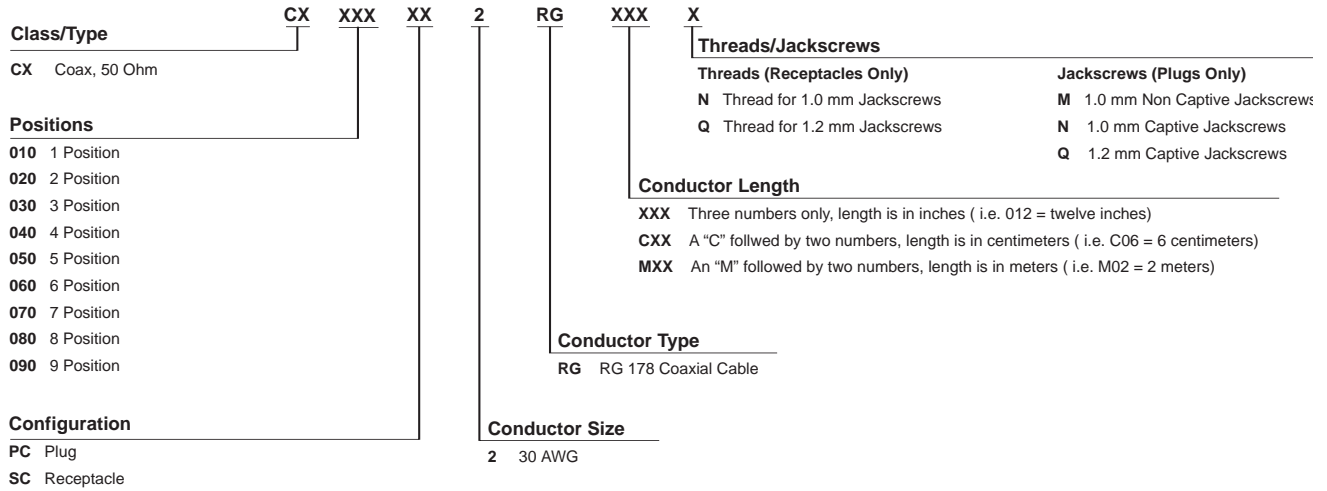 CX XXX XX 2 RG XXX X
Class/Type
CX Coax, 50 Ohm
Positions
010 1 Position
020 2 Position
030 3 Position
040 4 Position
050 5 Position
060 6 Position
070 7 Position
080 8 Position
090 9 Position
Configuration
PC Plug
SC Receptacle
Conductor Size
2 30 AWG
Conductor Type
RG RG 178 Coaxial Cable
Conductor Length
XXX Three numbers only, length is in inches ( i.e. 012 = twelve inches)
CXX A “C” follwed by two numbers, length is in centimeters ( i.e. C06 = 6 centimeters)
MXX An “M” followed by two numbers, length is in meters ( i.e. M02 = 2 meters)
Threads/Jackscrews
Threads (Receptacles Only)
N Thread for 1.0 mm Jackscrews
Q Thread for 1.2 mm Jackscrews
Jackscrews (Plugs Only)
M 1.0 mm Non Captive Jackscrews
N 1.0 mm Captive Jackscrews
Q 1.2 mm Captive Jackscrews